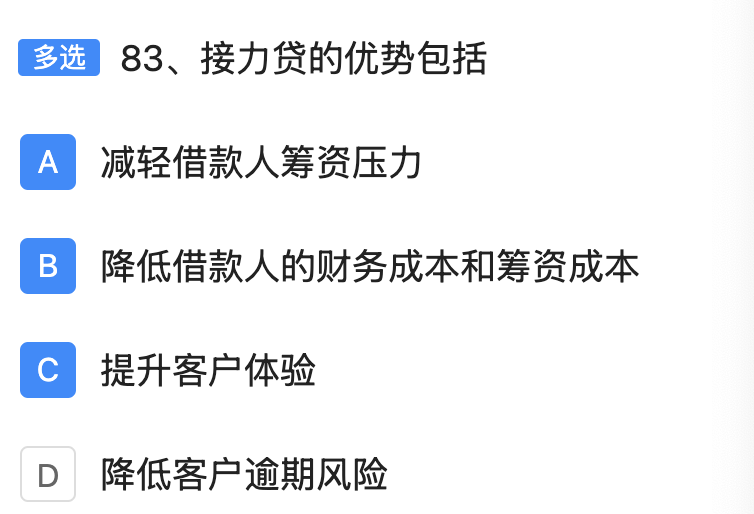 多选 83、接力贷的优势包括
A 减轻借款人筹资压力
B 降低借款人的财务成本和筹资成本
C 提升客户体验
D 降低客户逾期风险